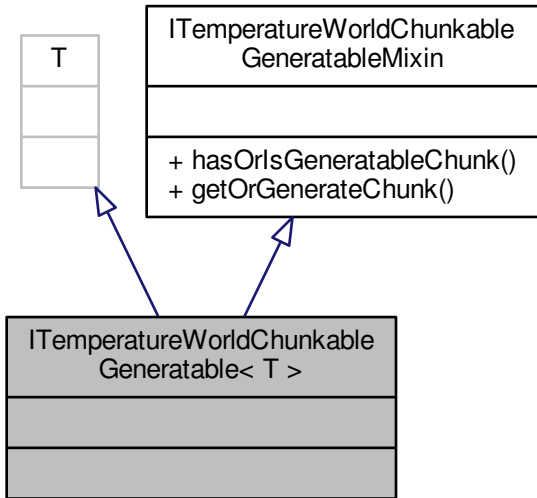 T
ITemperatureWorldChunkable
GeneratableMixin
+ hasOrIsGeneratableChunk()
+ getOrGenerateChunk()
ITemperatureWorldChunkable
Generatable< T >